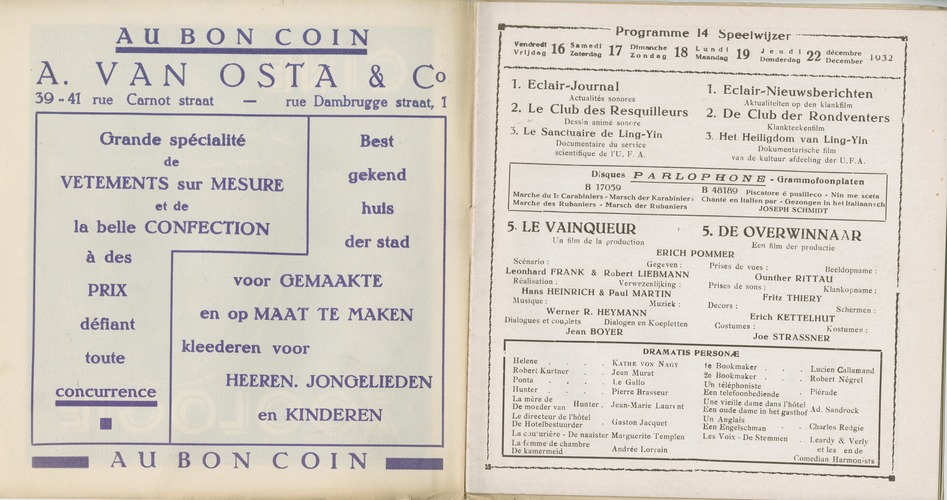 AU BON COIN
A. VAN OSTA & Co
39-41 rue Carnot straat — rue Dambrugge straat, 1
Grande spécialité
de
VETEMENTS sur MESURE
et de
la belle CONFECTION
à des
PRIX
défiant
toute
concurrence
Best
gekend
huis
der stad
voor GEMAAKTE
en op MAAT TE MAKEN
kleederen voor
HEEREN. JONGELIEDEN
en KINDEREN
AU BON COIN
Programme 14 Speelwijzer
Vendredi 16 Samedi 17 Dimanche 18 Lundi 19 Jeudi 22 décembre 1932
Vrijdag Zaterdag Zondag Maandag Donderdag December
1. Eclair-Journal
Actualités sonores
2. Le Club des Resquilleurs
Dessin animé sonore
3. Le Sanctuaire de Ling-Yin
Documentaire du service
scientifique de l'U. F. A.
1. Eclair-Nieuwsberichten
Aktualiteiten op den klankfilm
2. De Club der Rondventers
Klankteekenfilm
3. Het Heiligdom van Ling-Yin
Dokumentarische film
van de kultuur afdeeling der U.F.A.
Disques PARLOPHONE - Grammofoonplaten
B 17059
Marche du 1r Carabiniers - Marsch der Karabiniers
Marche des Rubaniers - Marsch der Rubaniers
B 48189 Piscatore é pusilleco - Nin me scets
Chanté en Italien par - Gezongen in het Italiaansch
JOSEPH SCHMIDT
5. LE VAINQUEUR
Un film de la production
5. DE OVERWINNAAR
Een film der productie
ERICH POMMER
Scénario : Gegeven :
Leonhard FRANK & Robert LIEBMANN
Réalisation : Verwezenlijking :
Hans HEINRICH & Paul MARTIN
Musique : Muziek :
Werner R. HEYMANN
Dialogues et couplets Dialogen en Koepletten
Jean BOYER
Prises de vues : Beeldopname :
Gunther RITTAU
Prises de sons : Klankopname :
Fritz THIERY
Decors : Schermen :
Erich KETTELHUT
Costumes : Kostumen :
Joe STRASSNER
DRAMATIS PERSONÆ
Helene . . . KATHE VON NAGY
Robert Kurtner . Jean Murat
Ponta . . . . Le Gallo
Hunter . . . . Pierre Brasseur
La mère de
De moeder van Hunter . Jean-Marie Laurent
Le directeur de l'hôtel
De Hotelbestuurder . Gaston Jacquet
La couturière - De naaister Marguerite Templen
La femme de chambre
De kamermeid Andrée Lorrain
1e Bookmaker . . Lucien Callamand
2e Bookmaker . . Robert Négrel
Un téléphoniste
Een telefoonbediende . Piérade
Une vieille dame dans l'hôtel
Een oude dame in het gasthof Ad. Sandrock
Un Anglais
Een Engelschman . Charles Redgie
Les Voix - De Stemmen . Leardy & Verly
et les en de
Comedian Harmonists